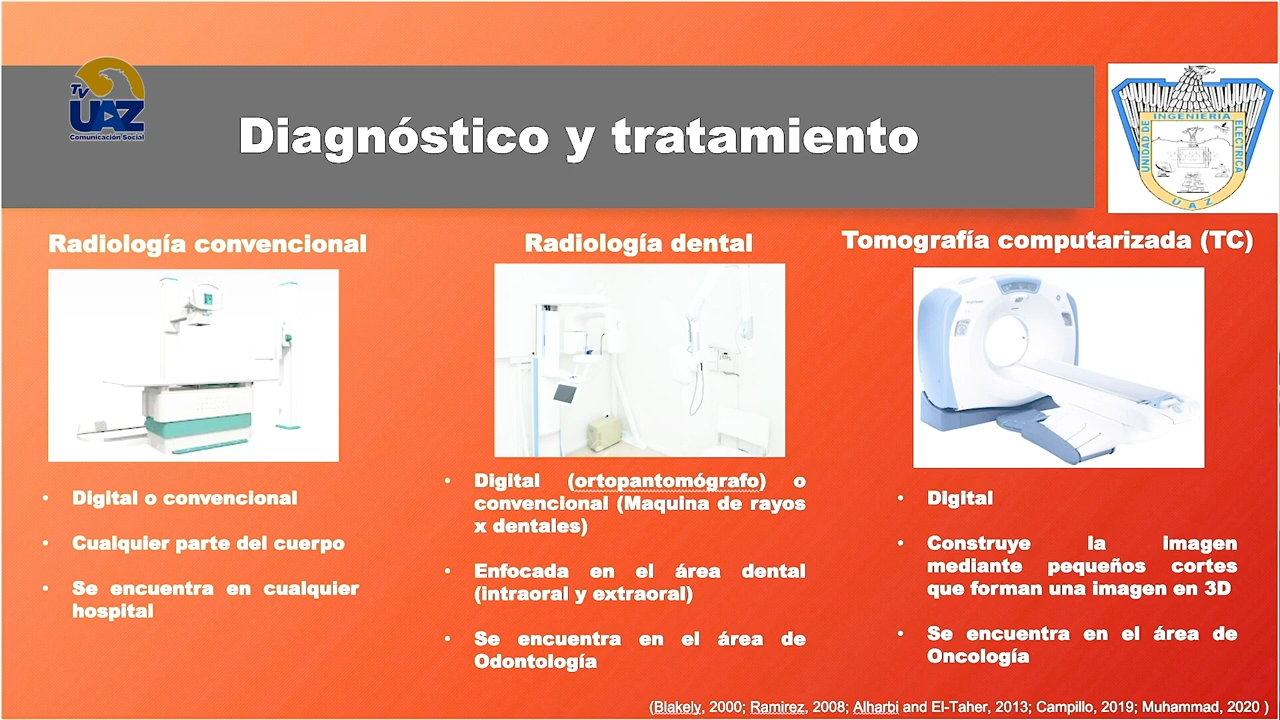 TV
UAZ
Comunicación Social
Diagnóstico y tratamiento
UNIDAD DE
INGENIERIA
ELECTRICA
U A Z
Radiología convencional
• Digital o convencional
• Cualquier parte del cuerpo
• Se encuentra en cualquier
hospital
Radiología dental
• Digital (ortopantomógrafo) o
convencional (Maquina de rayos
x dentales)
• Enfocada en el área dental
(intraoral y extraoral)
• Se encuentra en el área de
Odontología
Tomografía computarizada (TC)
• Digital
• Construye la imagen
mediante pequeños cortes
que forman una imagen en 3D
• Se encuentra en el área de
Oncología
(Blakely, 2000; Ramirez, 2008; Alharbi and El-Taher, 2013; Campillo, 2019; Muhammad, 2020 )